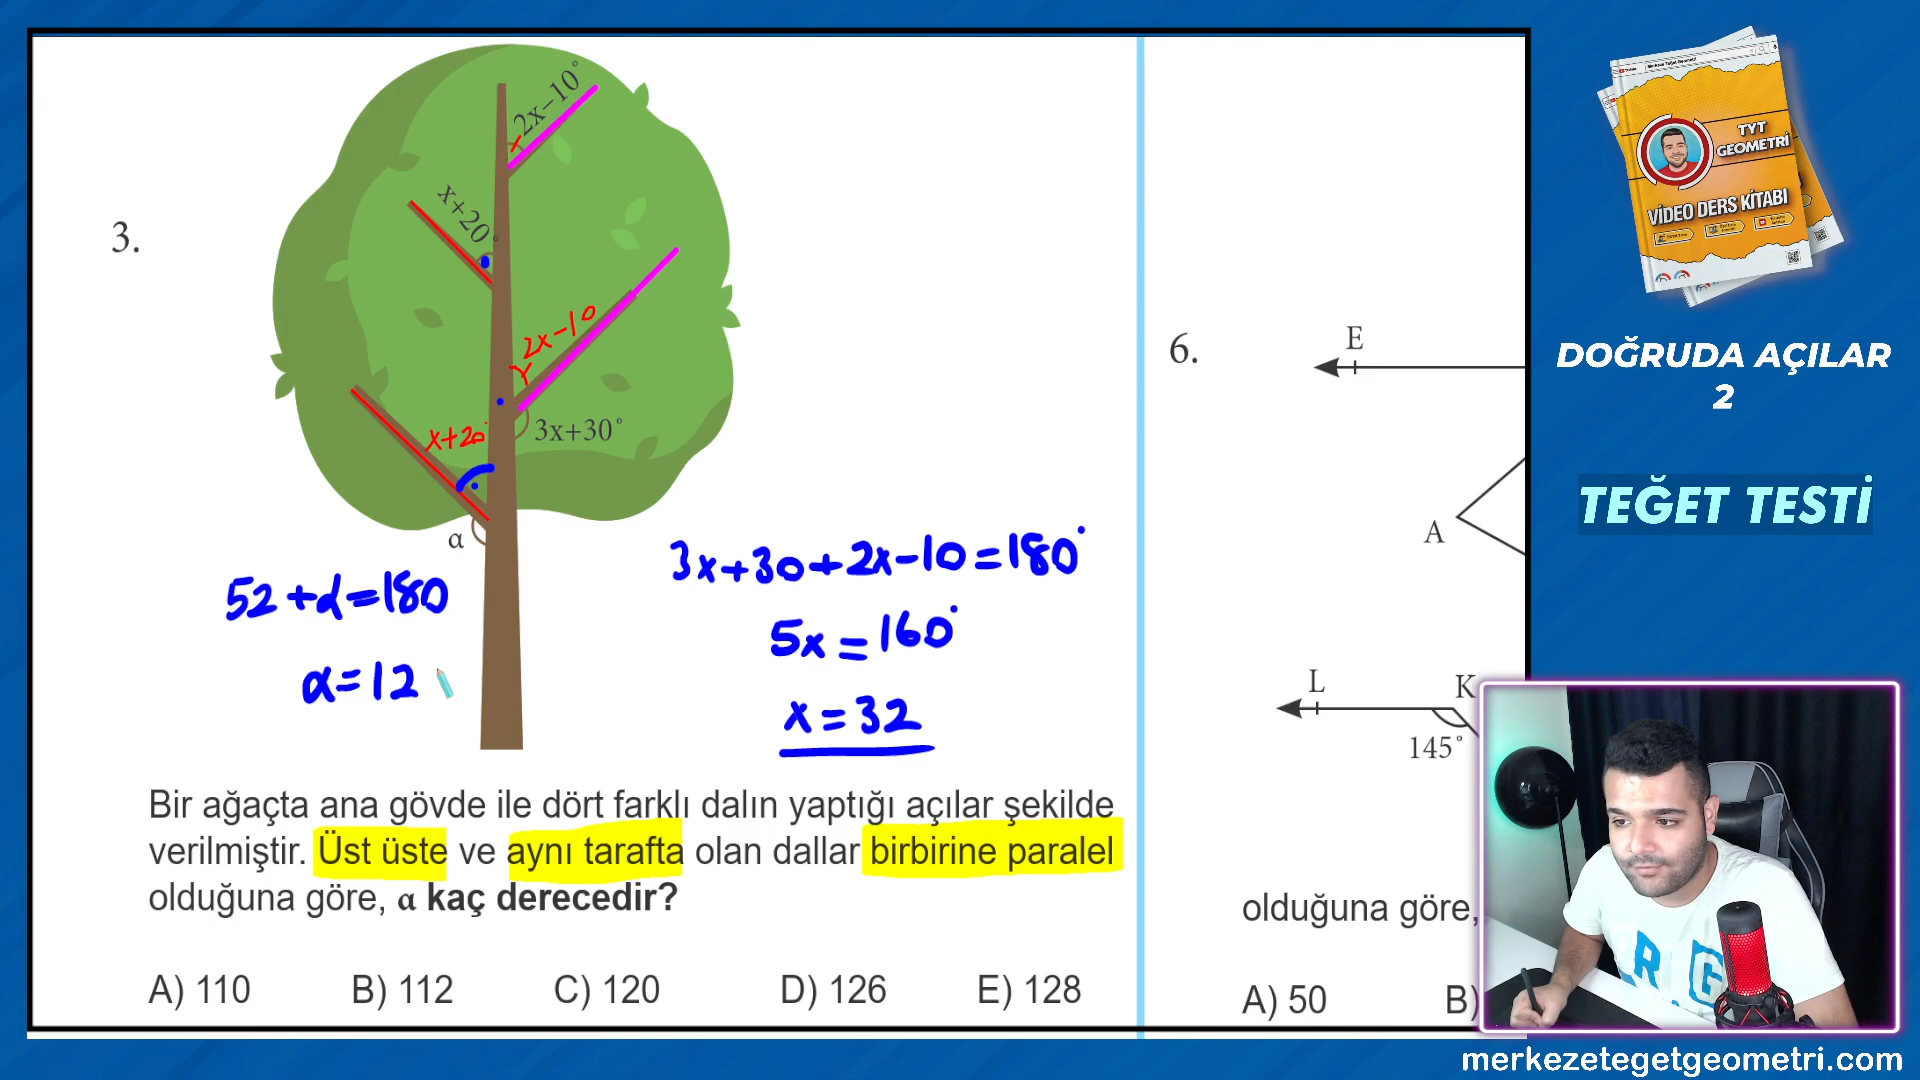 3.
2x−10°
x+20°
2x−10
x+20°
3x+30°
α
52+α=180
α=12
3x+30+2x−10=180°
5x=160°
x=32
Bir ağaçta ana gövde ile dört farklı dalın yaptığı açılar şekilde
verilmiştir. Üst üste ve aynı tarafta olan dallar birbirine paralel
olduğuna göre, α kaç derecedir?
A) 110 B) 112 C) 120 D) 126 E) 128
6.
E
A
L
K
145°
olduğuna göre,
A) 50 B)
TYT
GEOMETRİ
VİDEO DERS KİTABI
DOĞRUDA AÇILAR
2
TEĞET TESTİ
merkezetegetgeometri.com